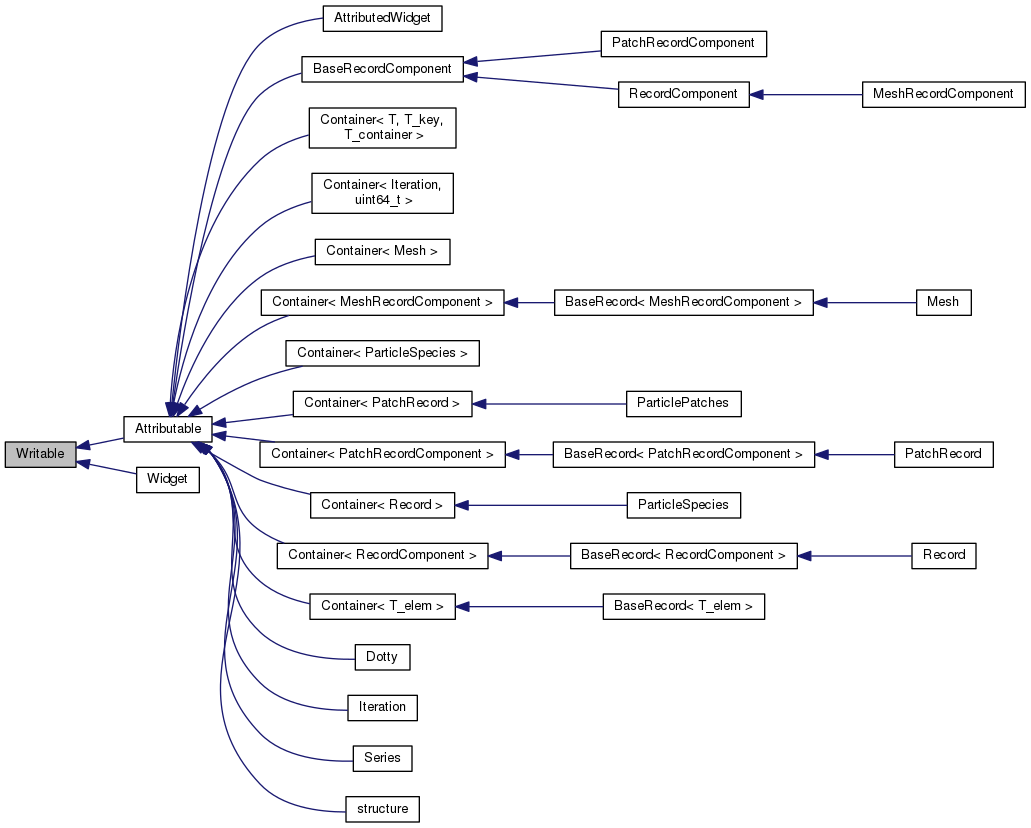 AttributedWidget
PatchRecordComponent
BaseRecordComponent
RecordComponent
MeshRecordComponent
Container< T, T_key,
T_container >
Container< Iteration,
uint64_t >
Container< Mesh >
Container< MeshRecordComponent >
BaseRecord< MeshRecordComponent >
Mesh
Container< ParticleSpecies >
Container< PatchRecord >
ParticlePatches
Attributable
Writable
Container< PatchRecordComponent >
BaseRecord< PatchRecordComponent >
PatchRecord
Widget
Container< Record >
ParticleSpecies
Container< RecordComponent >
BaseRecord< RecordComponent >
Record
Container< T_elem >
BaseRecord< T_elem >
Dotty
Iteration
Series
structure